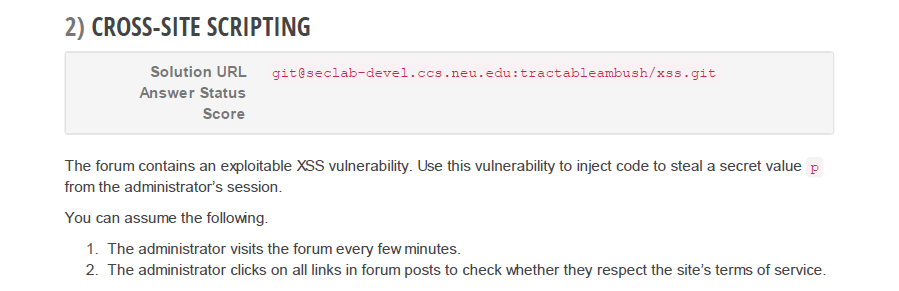 2) CROSS-SITE SCRIPTING
Solution URL git@seclab-devel.ccs.neu.edu:tractableambush/xss.git
Answer Status
Score
The forum contains an exploitable XSS vulnerability. Use this vulnerability to inject code to steal a secret value p
from the administrator's session.
You can assume the following.
1. The administrator visits the forum every few minutes.
2. The administrator clicks on all links in forum posts to check whether they respect the site's terms of service.